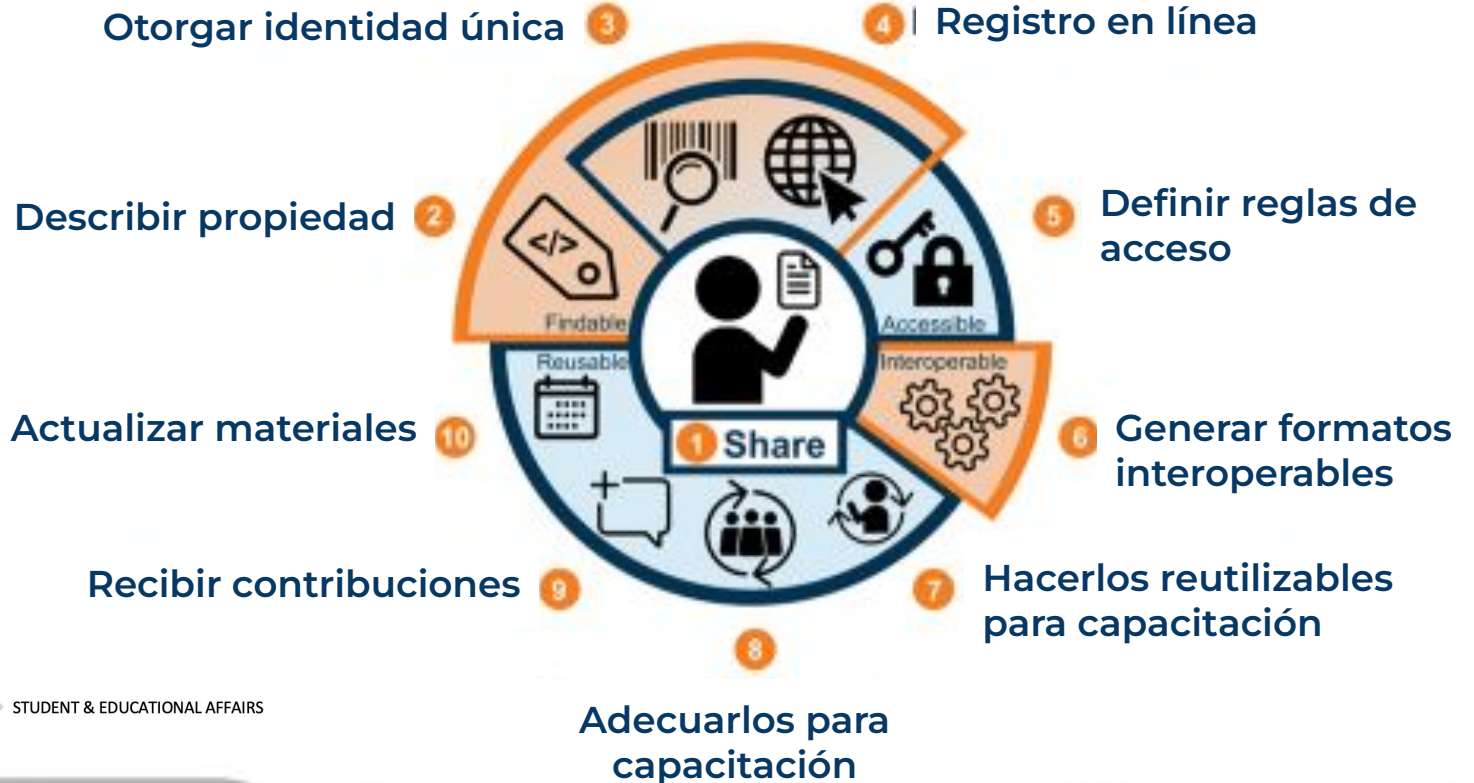 Otorgar identidad única
3
4
Registro en línea
Describir propiedad
2
5
Definir reglas de
acceso
</>
Findable
Accessible
Reusable
Interoperable
Actualizar materiales
10
1 Share
6
Generar formatos
interoperables
Recibir contribuciones
9
7
Hacerlos reutilizables
para capacitación
8
Adecuarlos para
capacitación
STUDENT & EDUCATIONAL AFFAIRS